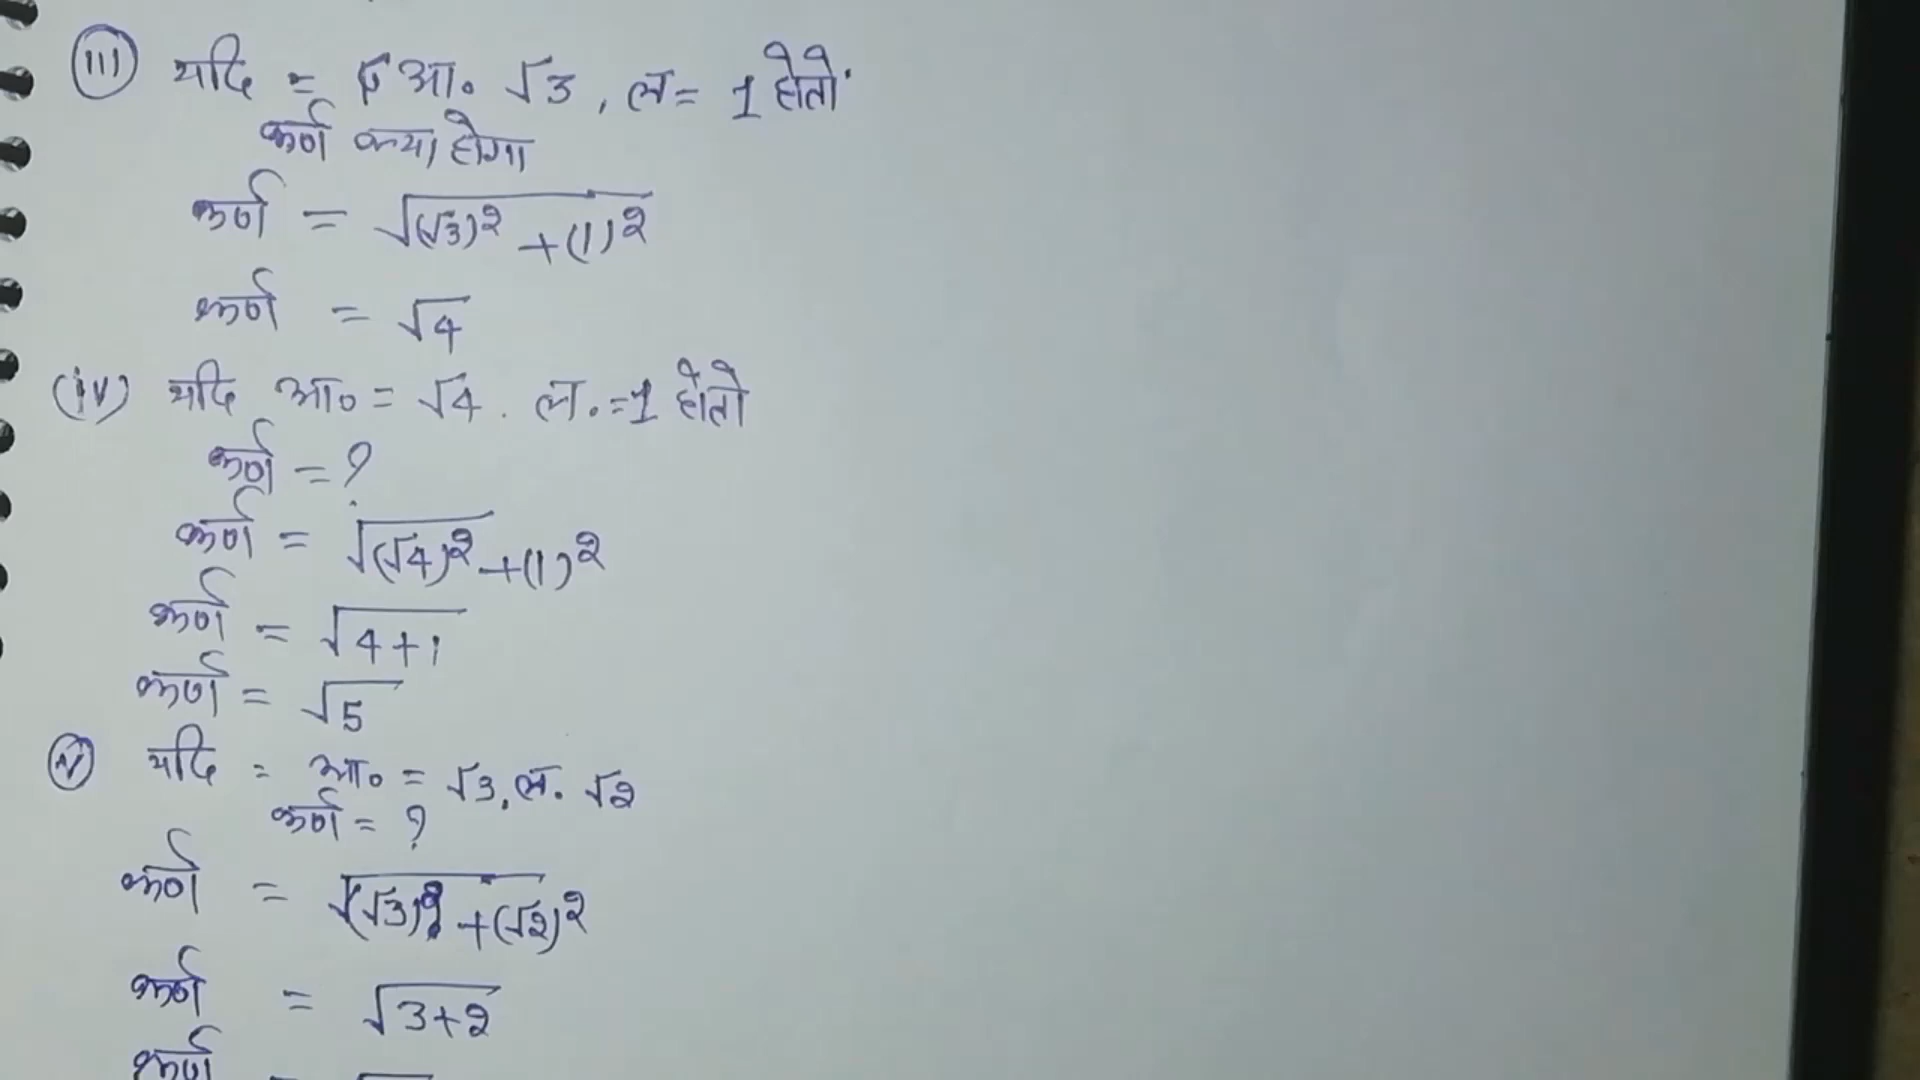 (iii) यदि = आ० √3, ल = 1 होतो
कर्ण क्या होगा
कर्ण = √(√3)² + (1)²
कर्ण = √4
(iv) यदि आ० = √4. ल. = 1 होतो
कर्ण = ?
कर्ण = √(√4)² + (1)²
कर्ण = √4+1
कर्ण = √5
(v) यदि = आ० = √3, ल. √2
कर्ण = ?
कर्ण = √(√3)² + (√2)²
कर्ण = √3+2
कर्ण =